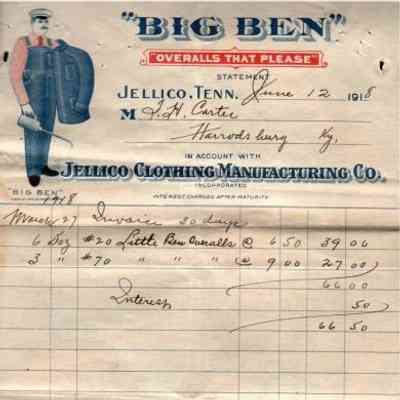 "BIG BEN"
"OVERALLS THAT PLEASE"
STATEMENT
JELLICO, TENN. June 12 1918
M J. H. Carter
Harrodsburg Ky.
IN ACCOUNT WITH
JELLICO CLOTHING MANUFACTURING CO.
INCORPORATED
"BIG BEN"
INTEREST CHARGED AFTER MATURITY
1918
March 27 Invoice 30 days
6 Doz #20 Little Ben Overalls @ 6 50 39 00
3 " #70 " " " @ 9 00 27 00
66 00
Interest 50
66 50